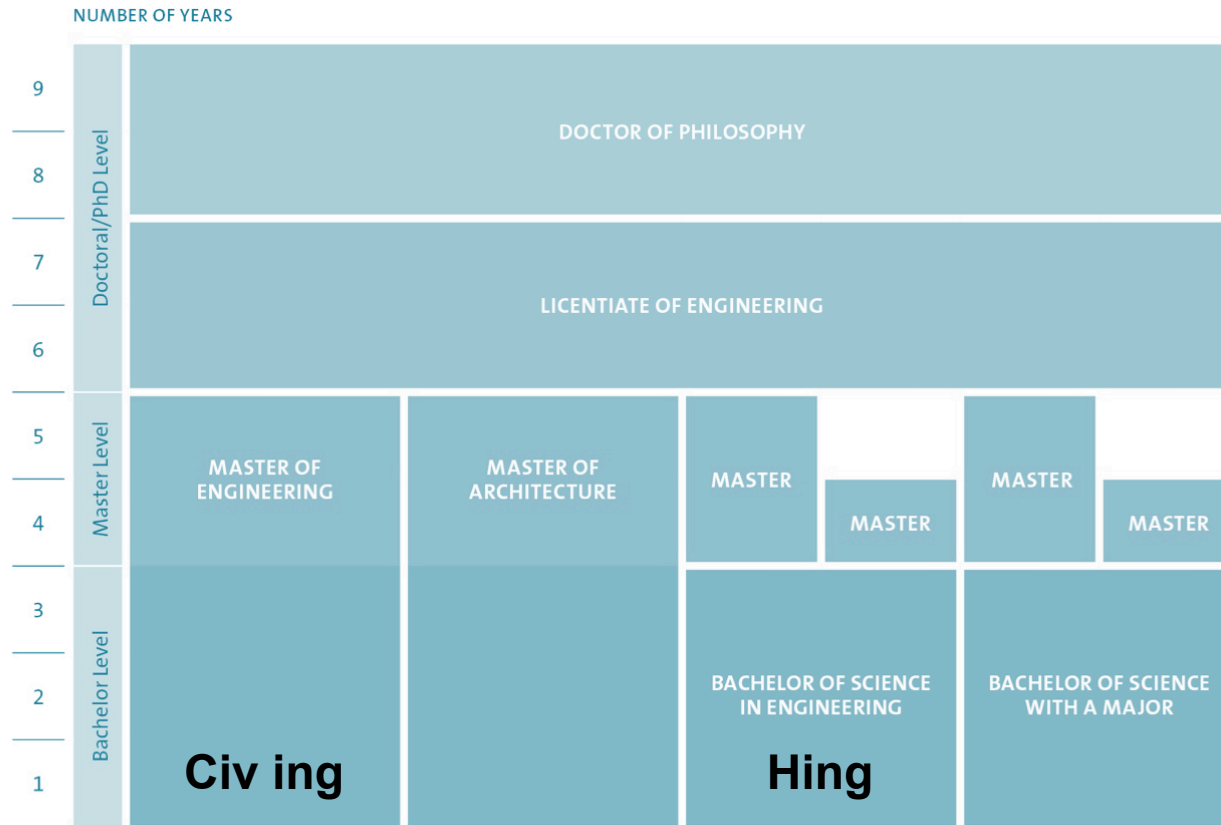 NUMBER OF YEARS
9
8
7
6
5
4
3
2
1
Doctoral/PhD Level
Master Level
Bachelor Level
DOCTOR OF PHILOSOPHY
LICENTIATE OF ENGINEERING
MASTER OF
ENGINEERING
MASTER OF
ARCHITECTURE
MASTER
MASTER
MASTER
MASTER
BACHELOR OF SCIENCE
IN ENGINEERING
BACHELOR OF SCIENCE
WITH A MAJOR
Civ ing
Hing